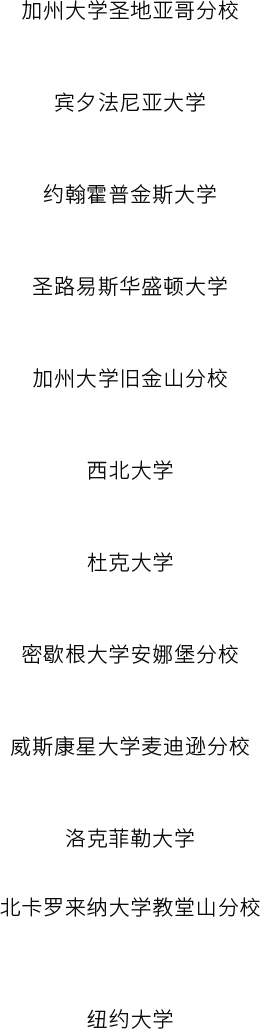 加州大学圣地亚哥分校
宾夕法尼亚大学
约翰霍普金斯大学
圣路易斯华盛顿大学
加州大学旧金山分校
西北大学
杜克大学
密歇根大学安娜堡分校
威斯康星大学麦迪逊分校
洛克菲勒大学
北卡罗来纳大学教堂山分校
纽约大学